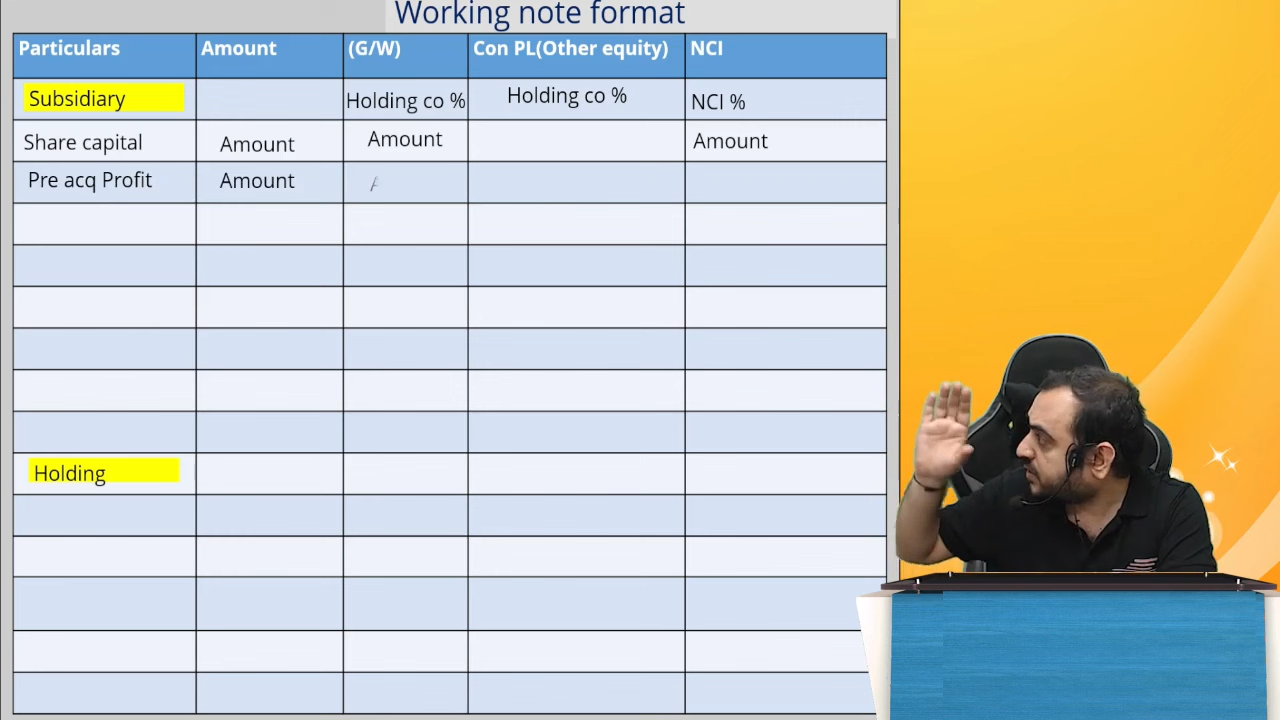 Working note format
Particulars Amount (G/W) Con PL(Other equity) NCI
Subsidiary Holding co % Holding co % NCI %
Share capital Amount Amount Amount
Pre acq Profit Amount
Holding